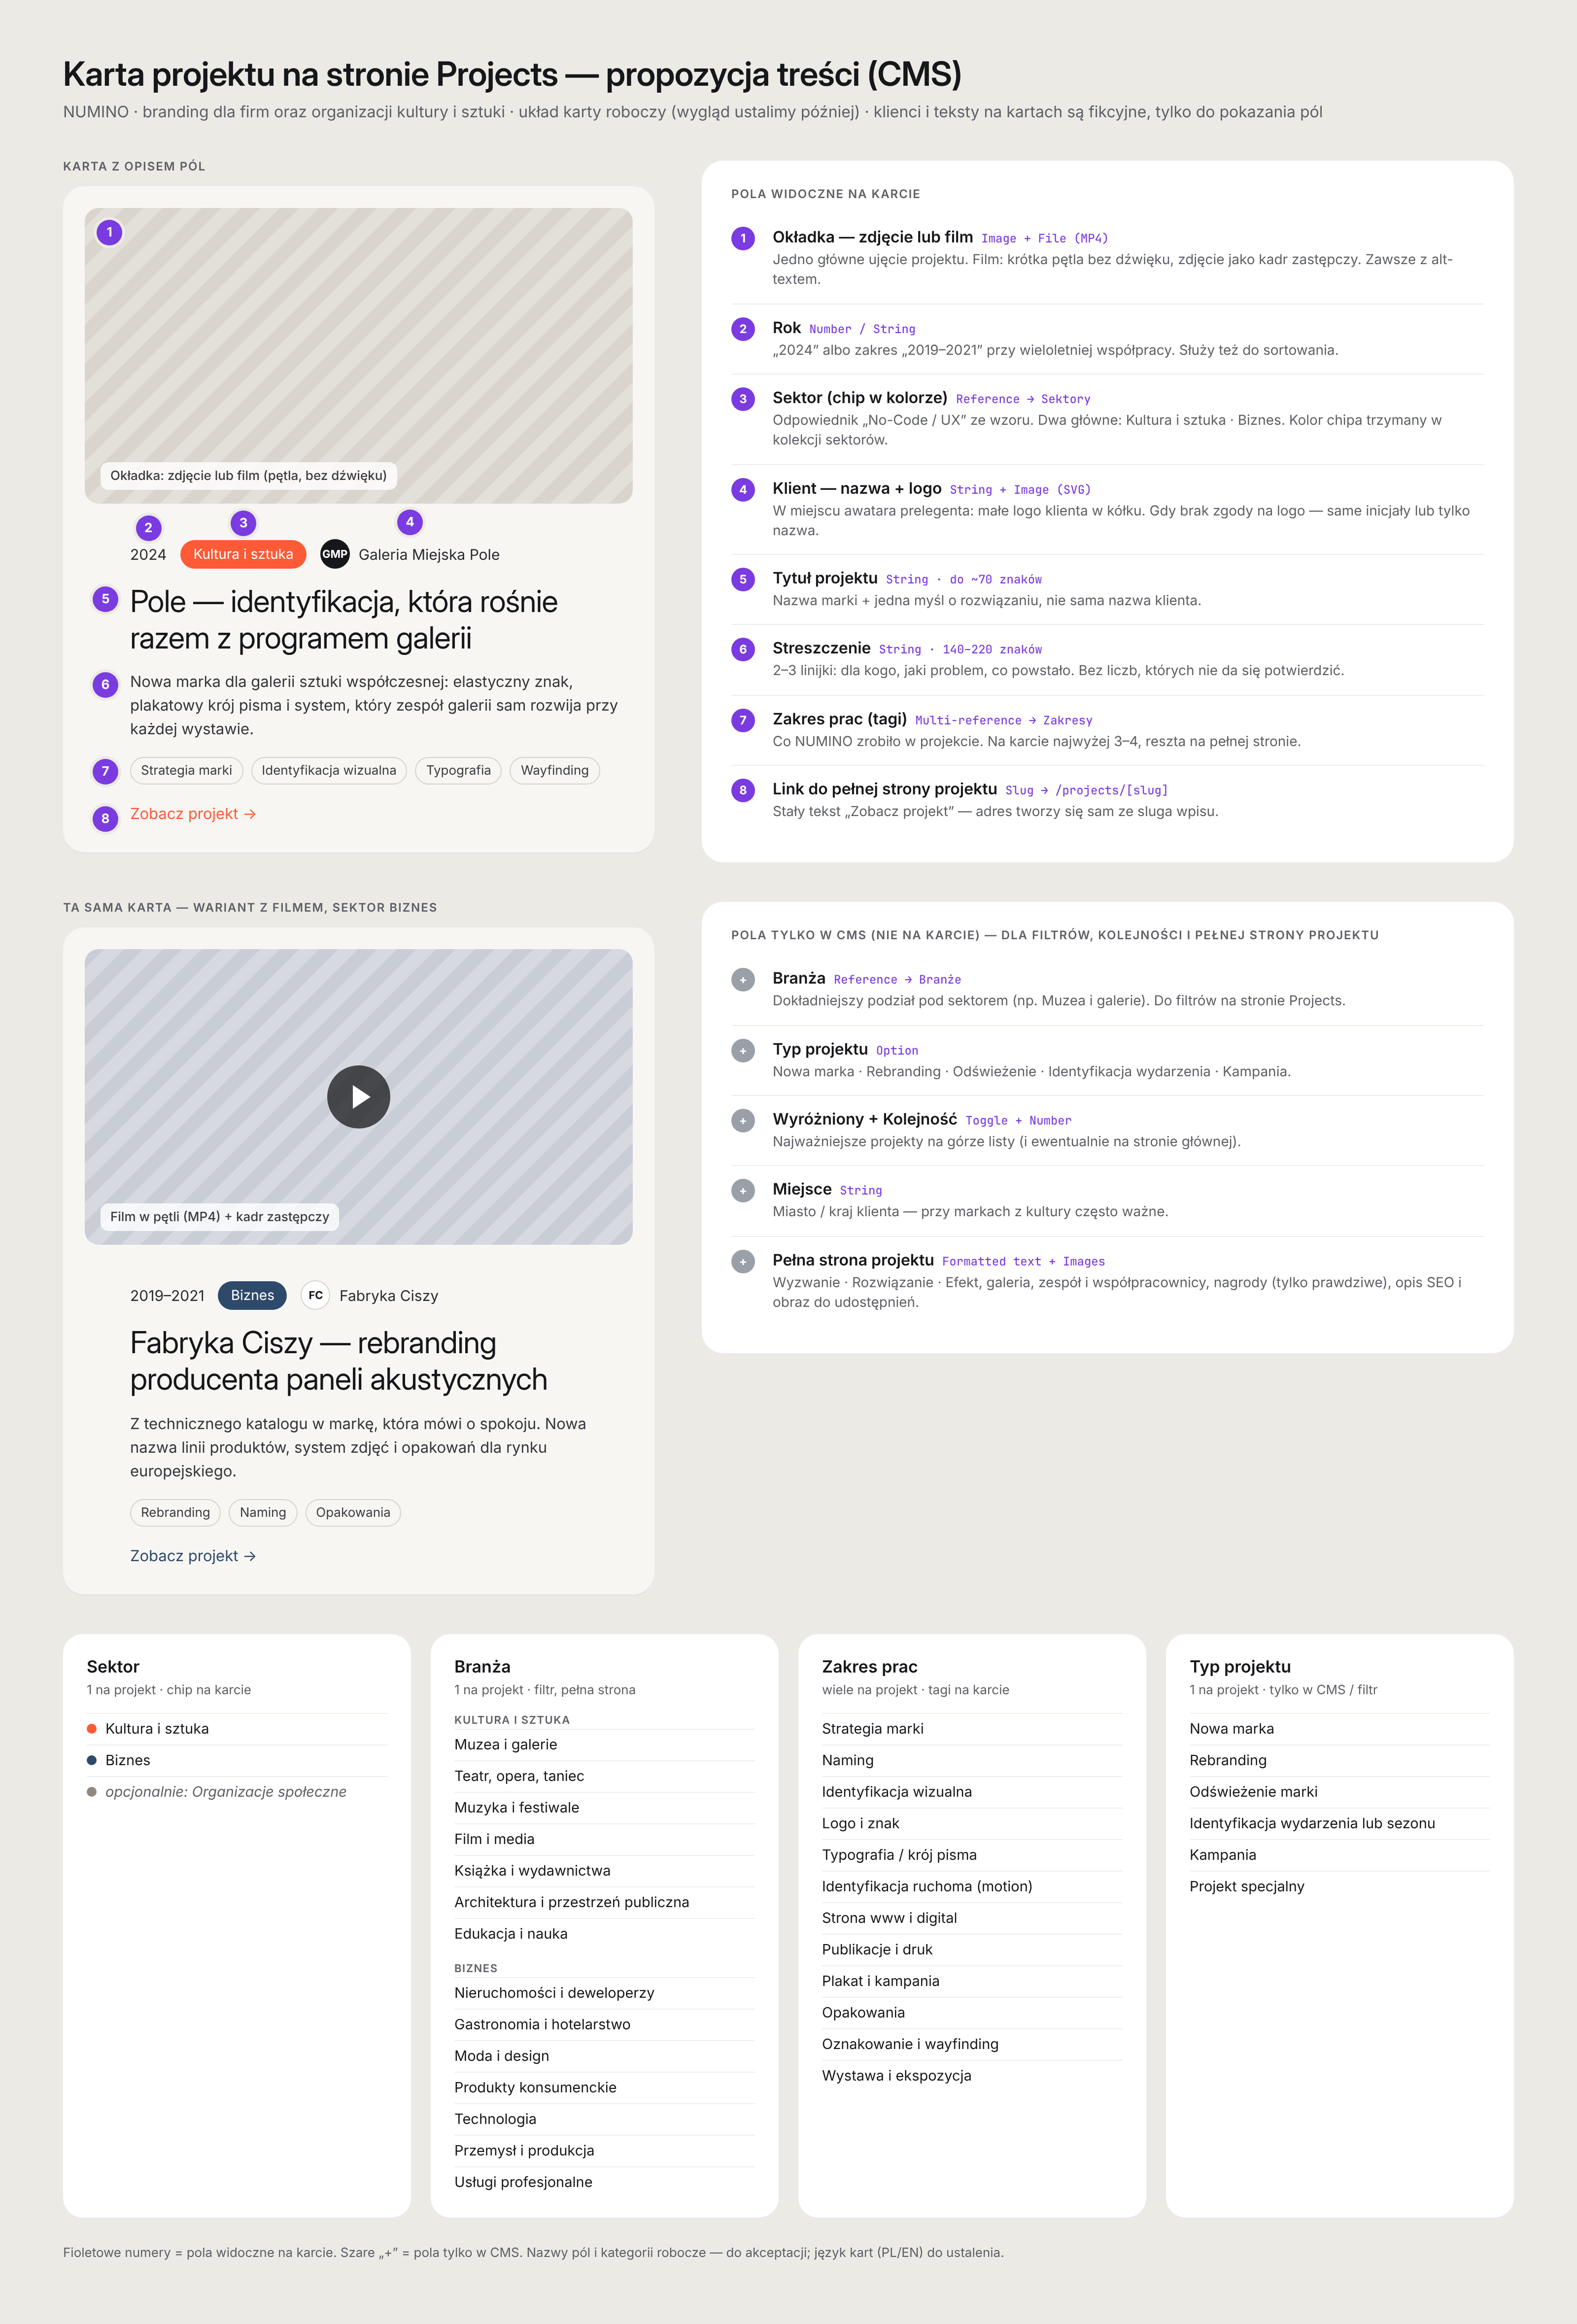 Karta projektu na stronie Projects — propozycja treści (CMS)
NUMINO · branding dla firm oraz organizacji kultury i sztuki · układ karty roboczy (wygląd ustalimy później) · klienci i teksty na kartach są fikcyjne, tylko do pokazania pól
KARTA Z OPISEM PÓL
1
Okładka: zdjęcie lub film (pętla, bez dźwięku)
2
3
4
2024
Kultura i sztuka
GMP
Galeria Miejska Pole
5
Pole — identyfikacja, która rośnie
razem z programem galerii
6
Nowa marka dla galerii sztuki współczesnej: elastyczny znak,
plakatowy krój pisma i system, który zespół galerii sam rozwija przy
każdej wystawie.
7
Strategia marki
Identyfikacja wizualna
Typografia
Wayfinding
8
Zobacz projekt →
POLA WIDOCZNE NA KARCIE
1
Okładka — zdjęcie lub film Image + File (MP4)
Jedno główne ujęcie projektu. Film: krótka pętla bez dźwięku, zdjęcie jako kadr zastępczy. Zawsze z alt-
textem.
2
Rok Number / String
„2024” albo zakres „2019–2021” przy wieloletniej współpracy. Służy też do sortowania.
3
Sektor (chip w kolorze) Reference → Sektory
Odpowiednik „No-Code / UX” ze wzoru. Dwa główne: Kultura i sztuka · Biznes. Kolor chipa trzymany w
kolekcji sektorów.
4
Klient — nazwa + logo String + Image (SVG)
W miejscu awatara prelegenta: małe logo klienta w kółku. Gdy brak zgody na logo — same inicjały lub tylko
nazwa.
5
Tytuł projektu String · do ~70 znaków
Nazwa marki + jedna myśl o rozwiązaniu, nie sama nazwa klienta.
6
Streszczenie String · 140–220 znaków
2–3 linijki: dla kogo, jaki problem, co powstało. Bez liczb, których nie da się potwierdzić.
7
Zakres prac (tagi) Multi-reference → Zakresy
Co NUMINO zrobiło w projekcie. Na karcie najwyżej 3–4, reszta na pełnej stronie.
8
Link do pełnej strony projektu Slug → /projects/[slug]
Stały tekst „Zobacz projekt” — adres tworzy się sam ze sluga wpisu.
TA SAMA KARTA — WARIANT Z FILMEM, SEKTOR BIZNES
Film w pętli (MP4) + kadr zastępczy
2019–2021
Biznes
FC
Fabryka Ciszy
Fabryka Ciszy — rebranding
producenta paneli akustycznych
Z technicznego katalogu w markę, która mówi o spokoju. Nowa
nazwa linii produktów, system zdjęć i opakowań dla rynku
europejskiego.
Rebranding
Naming
Opakowania
Zobacz projekt →
POLA TYLKO W CMS (NIE NA KARCIE) — DLA FILTRÓW, KOLEJNOŚCI I PEŁNEJ STRONY PROJEKTU
+
Branża Reference → Branże
Dokładniejszy podział pod sektorem (np. Muzea i galerie). Do filtrów na stronie Projects.
+
Typ projektu Option
Nowa marka · Rebranding · Odświeżenie · Identyfikacja wydarzenia · Kampania.
+
Wyróżniony + Kolejność Toggle + Number
Najważniejsze projekty na górze listy (i ewentualnie na stronie głównej).
+
Miejsce String
Miasto / kraj klienta — przy markach z kultury często ważne.
+
Pełna strona projektu Formatted text + Images
Wyzwanie · Rozwiązanie · Efekt, galeria, zespół i współpracownicy, nagrody (tylko prawdziwe), opis SEO i
obraz do udostępnień.
Sektor
1 na projekt · chip na karcie
Kultura i sztuka
Biznes
opcjonalnie: Organizacje społeczne
Branża
1 na projekt · filtr, pełna strona
KULTURA I SZTUKA
Muzea i galerie
Teatr, opera, taniec
Muzyka i festiwale
Film i media
Książka i wydawnictwa
Architektura i przestrzeń publiczna
Edukacja i nauka
BIZNES
Nieruchomości i deweloperzy
Gastronomia i hotelarstwo
Moda i design
Produkty konsumenckie
Technologia
Przemysł i produkcja
Usługi profesjonalne
Zakres prac
wiele na projekt · tagi na karcie
Strategia marki
Naming
Identyfikacja wizualna
Logo i znak
Typografia / krój pisma
Identyfikacja ruchoma (motion)
Strona www i digital
Publikacje i druk
Plakat i kampania
Opakowania
Oznakowanie i wayfinding
Wystawa i ekspozycja
Typ projektu
1 na projekt · tylko w CMS / filtr
Nowa marka
Rebranding
Odświeżenie marki
Identyfikacja wydarzenia lub sezonu
Kampania
Projekt specjalny
Fioletowe numery = pola widoczne na karcie. Szare „+” = pola tylko w CMS. Nazwy pól i kategorii robocze — do akceptacji; język kart (PL/EN) do ustalenia.